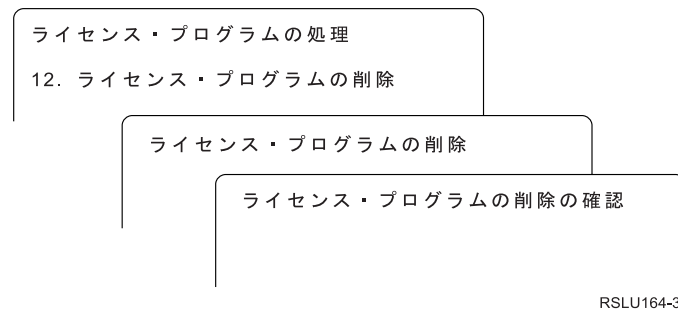 ライセンス・プログラムの処理
12. ライセンス・プログラムの削除
ライセンス・プログラムの削除
ライセンス・プログラムの削除の確認
RSLU164-3